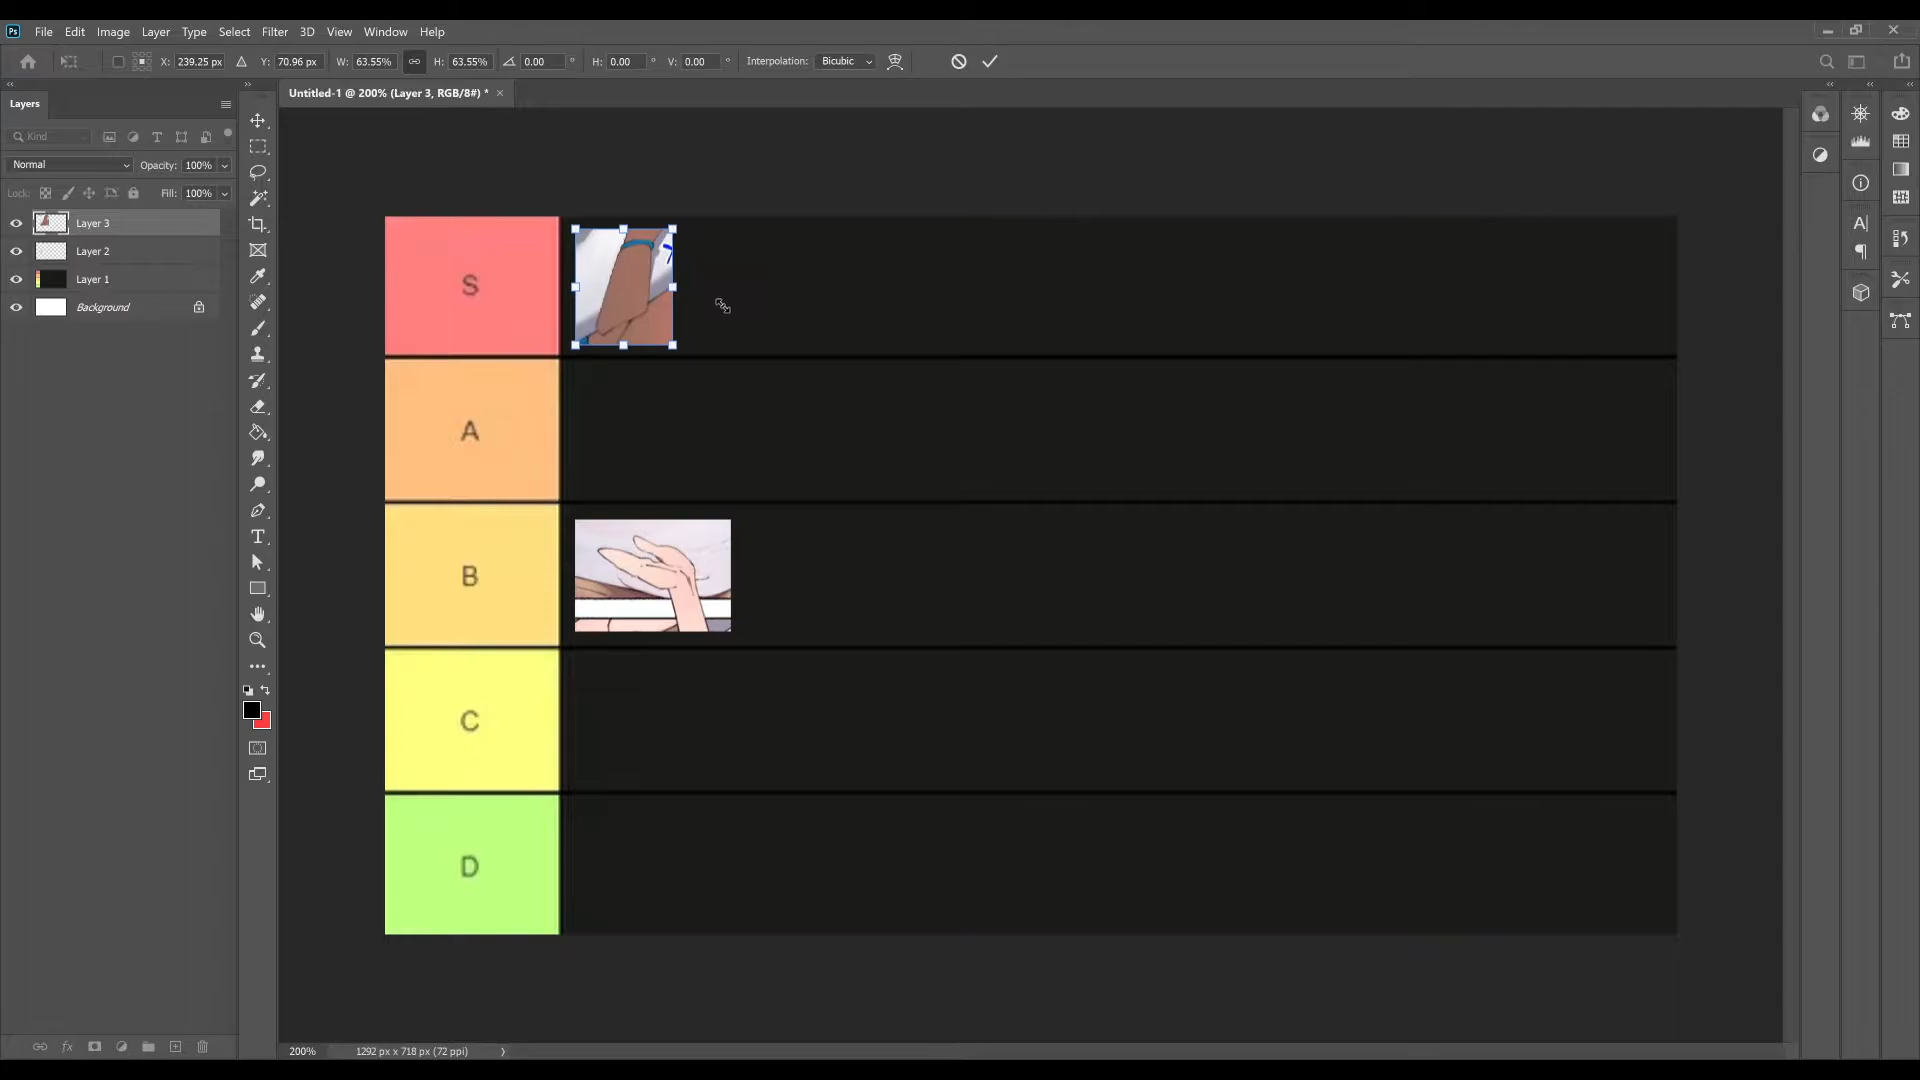 Ps File Edit Image Layer Type Select Filter 3D View Window Help
X: 239.25 px Y: 70.96 px W: 63.55% H: 63.55% 0.00 ° H: 0.00 ° V: 0.00 ° Interpolation: Bicubic
Layers
Untitled-1 @ 200% (Layer 3, RGB/8#) * ×
Kind
Normal Opacity: 100%
Lock: Fill: 100%
Layer 3
Layer 2
Layer 1
Background
S
A
B
C
D
200% 1292 px x 718 px (72 ppi)